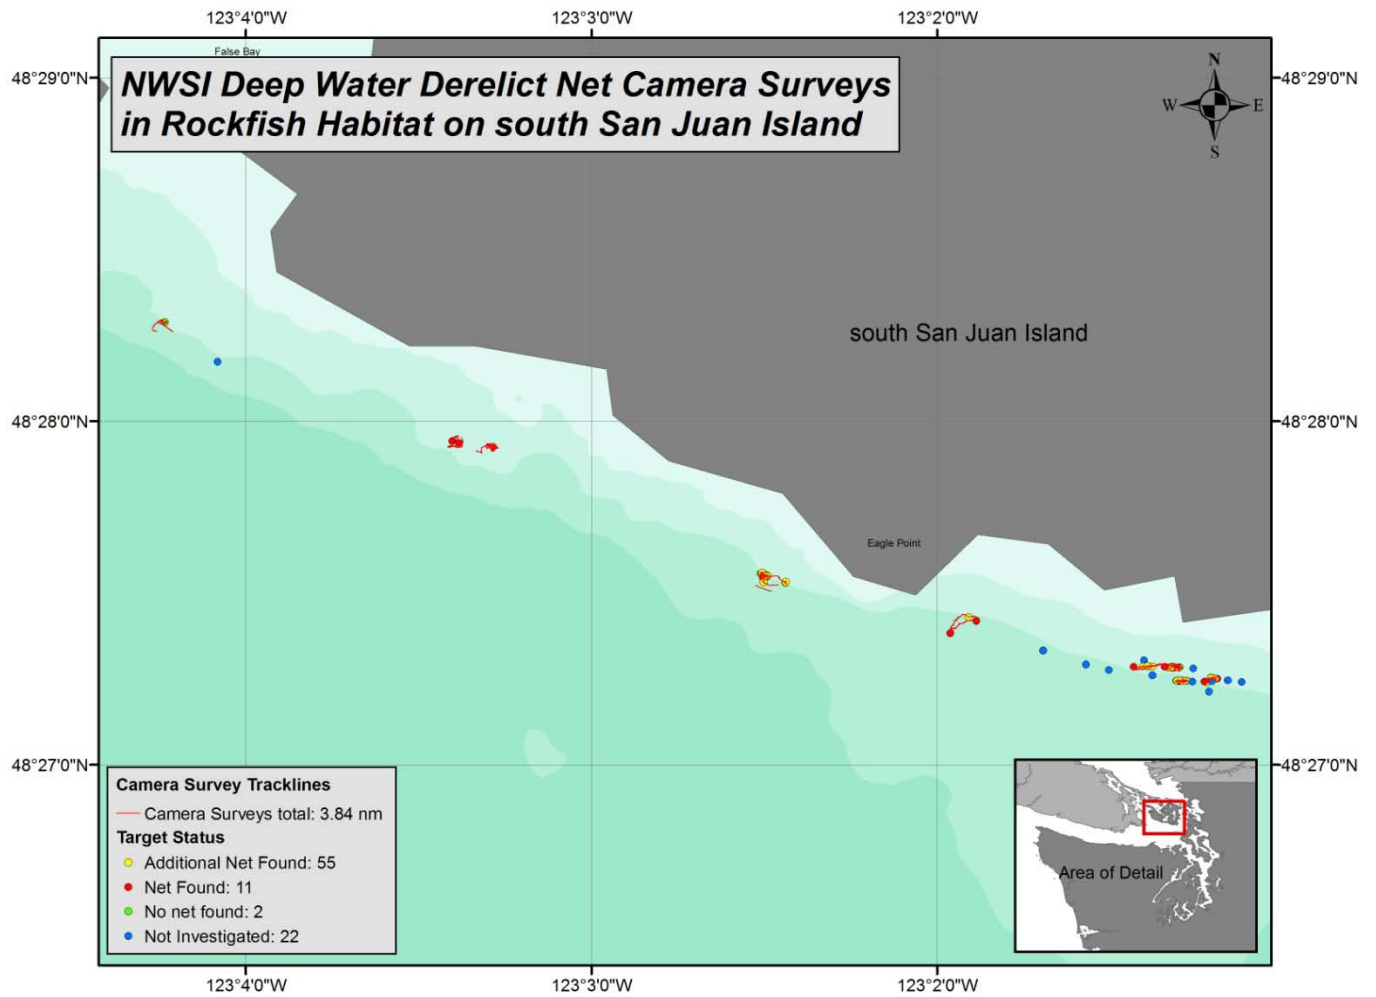 123°4'0"W
123°3'0"W
123°2'0"W
False Bay
48°29'0"N
48°29'0"N
NWSI Deep Water Derelict Net Camera Surveys
in Rockfish Habitat on south San Juan Island
N
W
E
S
south San Juan Island
48°28'0"N
48°28'0"N
Eagle Point
48°27'0"N
48°27'0"N
Camera Survey Tracklines
Camera Surveys total: 3.84 nm
Target Status
Additional Net Found: 55
Net Found: 11
No net found: 2
Not Investigated: 22
Area of Detail
123°4'0"W
123°3'0"W
123°2'0"W